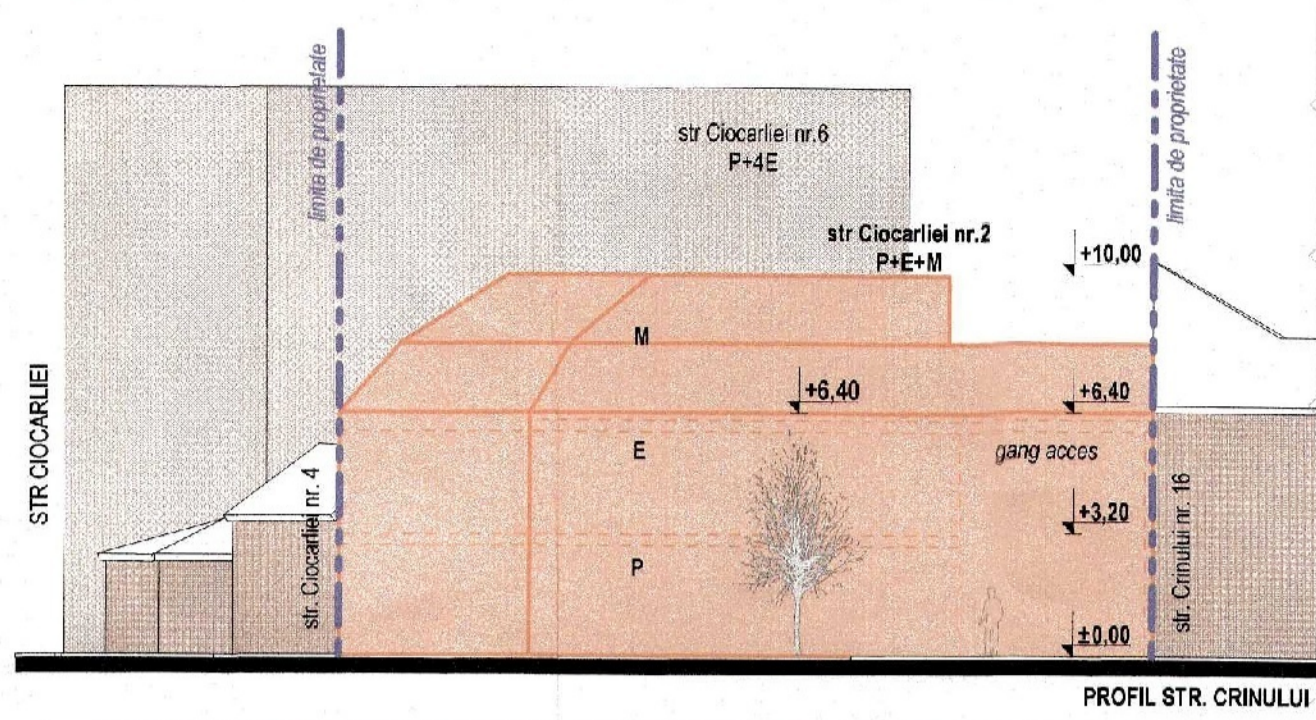 limita de proprietate
limita de proprietate
str Ciocarliei nr.6
P+4E
str Ciocarliei nr.2
P+E+M
+10,00
M
+6,40
+6,40
STR CIOCARLIEI
E
gang acces
str. Ciocarliei nr. 4
+3,20
str. Crinului nr. 16
P
±0,00
PROFIL STR. CRINULUI